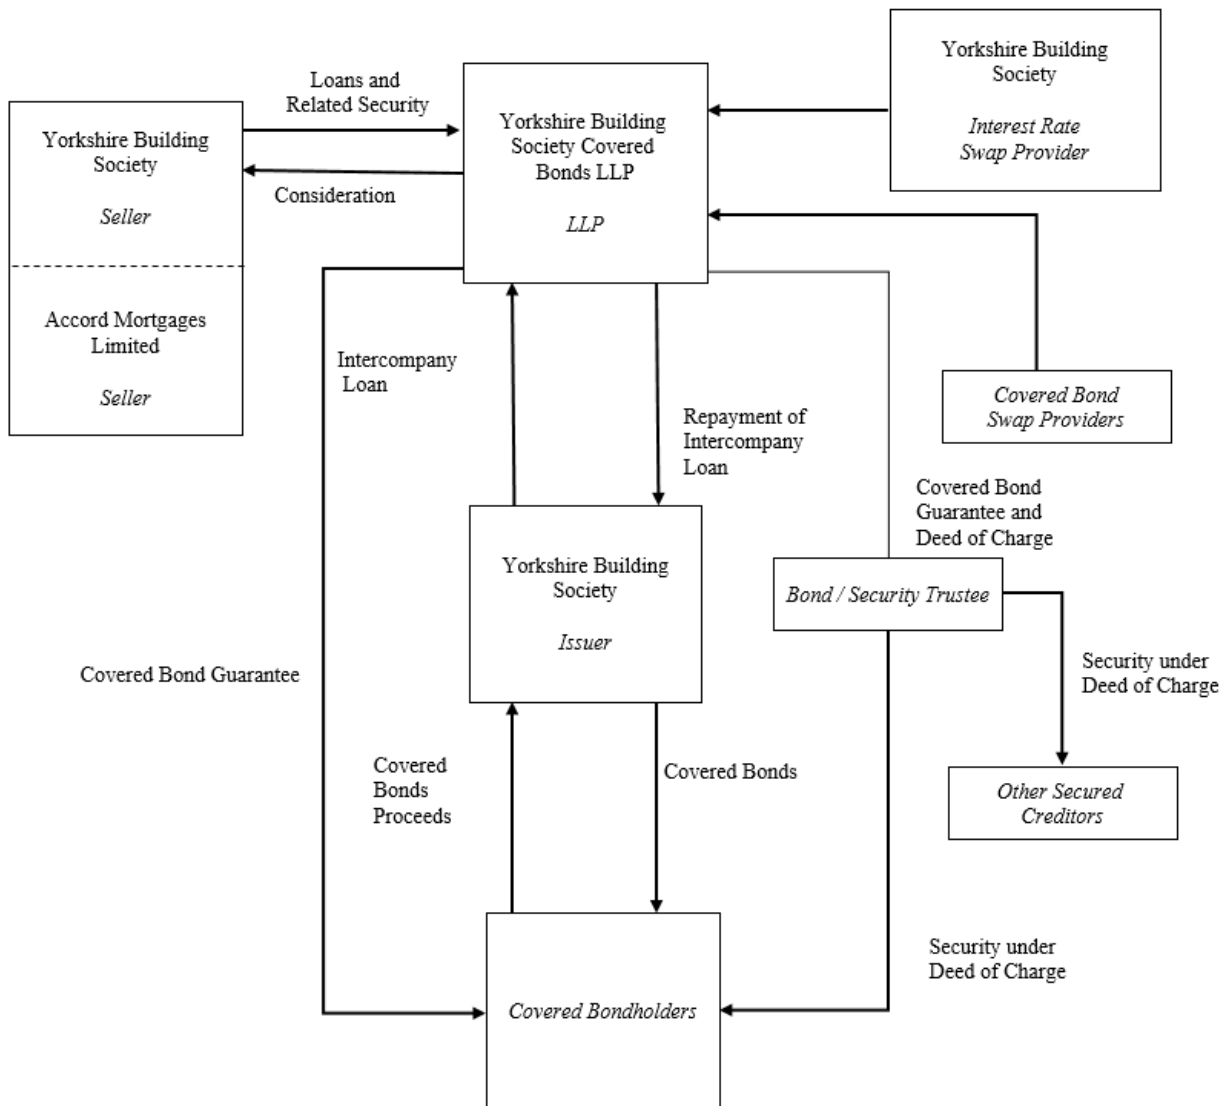 Yorkshire Building
Society
Seller
Accord Mortgages
Limited
Seller
Loans and
Related Security
Consideration
Yorkshire Building
Society Covered
Bonds LLP
LLP
Yorkshire Building
Society
Interest Rate
Swap Provider
Covered Bond
Swap Providers
Intercompany
Loan
Repayment of
Intercompany
Loan
Covered Bond
Guarantee and
Deed of Charge
Yorkshire Building
Society
Issuer
Bond / Security Trustee
Covered Bond Guarantee
Security under
Deed of Charge
Covered
Bonds
Proceeds
Covered Bonds
Other Secured
Creditors
Security under
Deed of Charge
Covered Bondholders